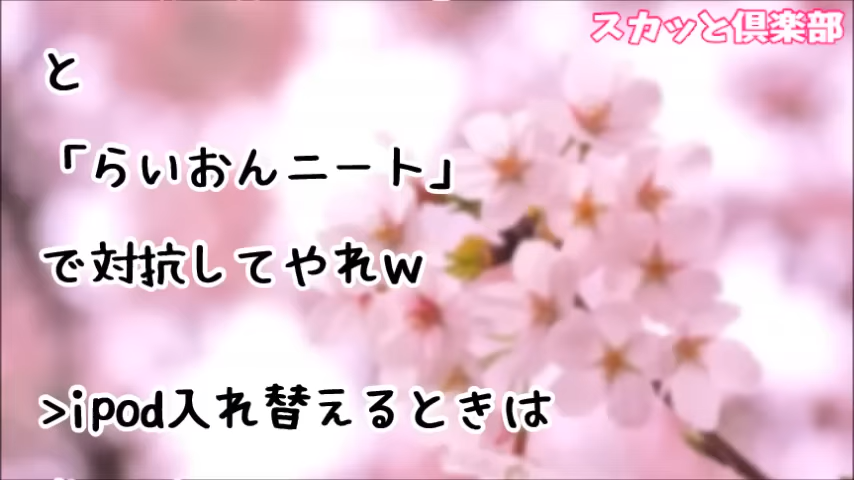 スカッと倶楽部
と
「らいおんニート」
で対抗してやれw
>ipod入れ替えるときは